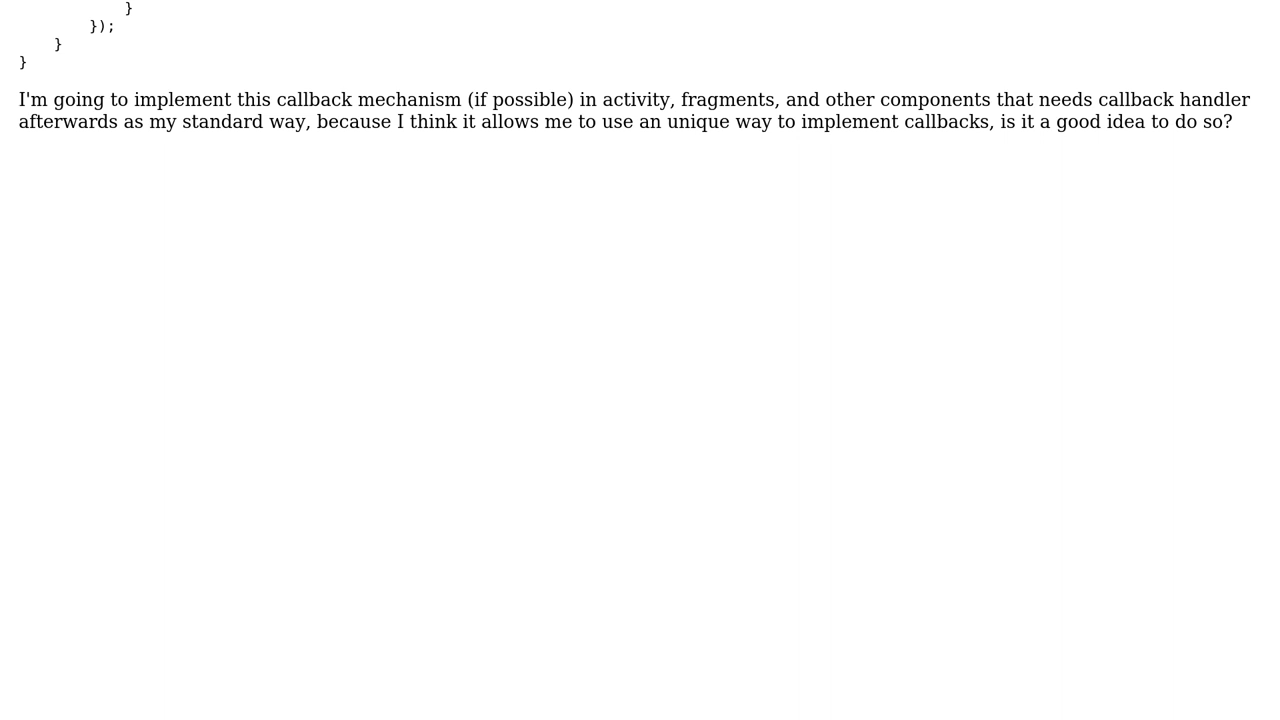 }
});
}
}
I'm going to implement this callback mechanism (if possible) in activity, fragments, and other components that needs callback handler
afterwards as my standard way, because I think it allows me to use an unique way to implement callbacks, is it a good idea to do so?